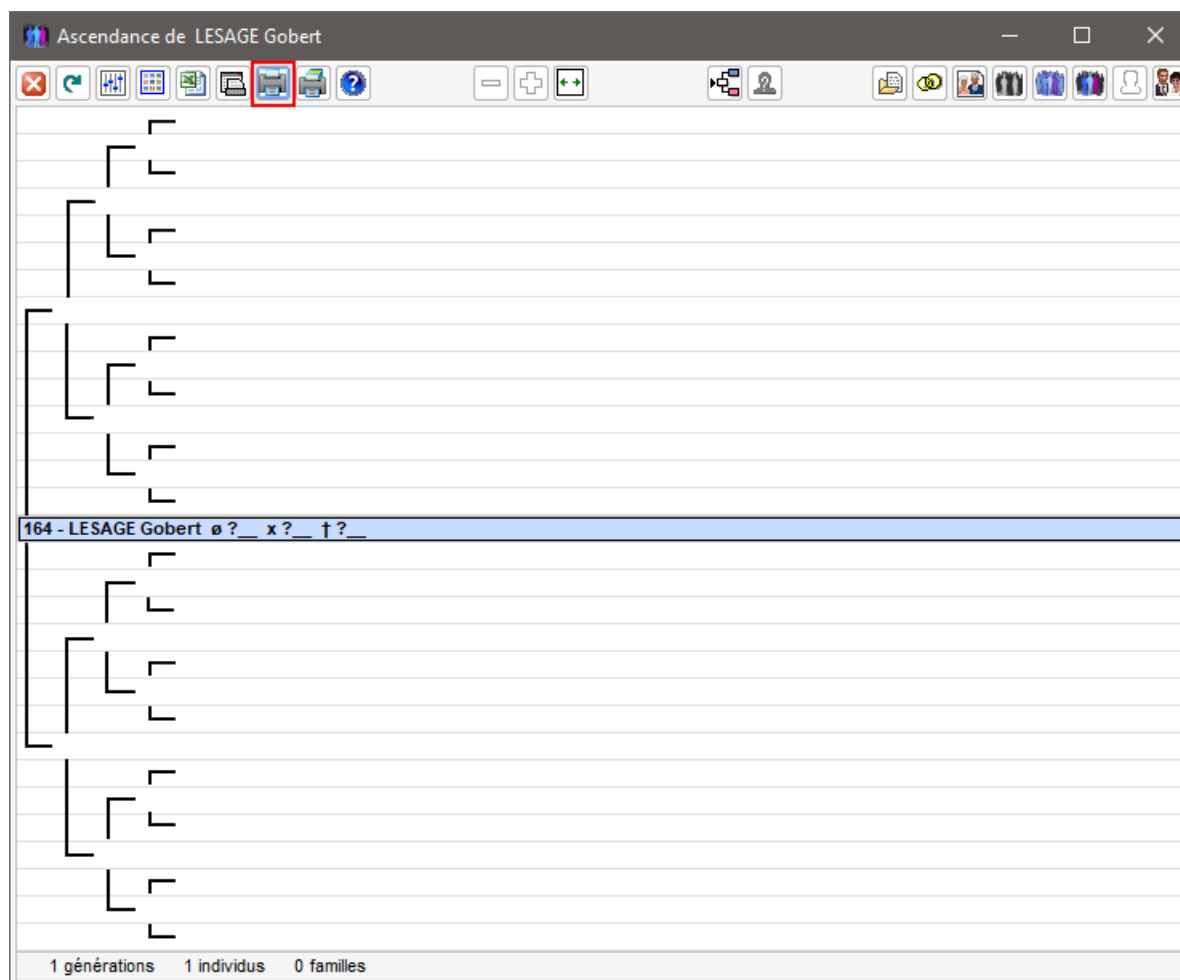 Ascendance de  LESAGE Gobert
164 - LESAGE Gobert  ø ?__  x ?__  † ?__
1 générations 1 individus 0 familles